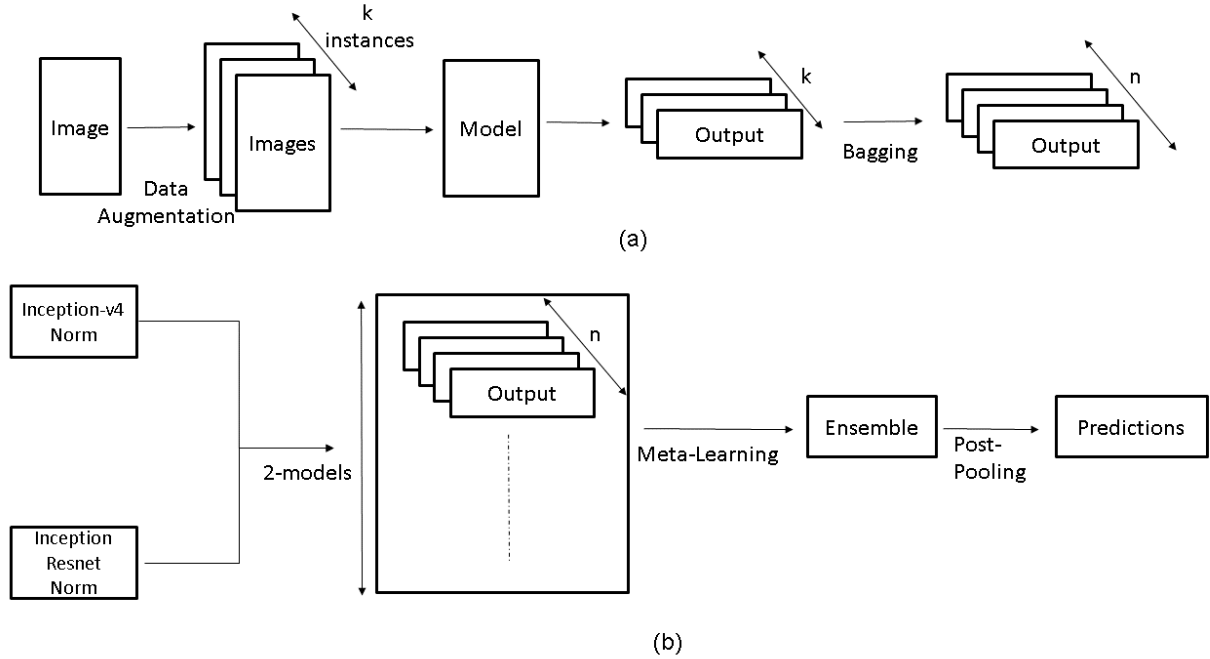 k
instances
Image
Images
Data
Augmentation
Model
k
Output
Bagging
n
Output
(a)
Inception-v4
Norm
Inception
Resnet
Norm
2-models
n
Output
Meta-Learning
Ensemble
Post-
Pooling
Predictions
(b)